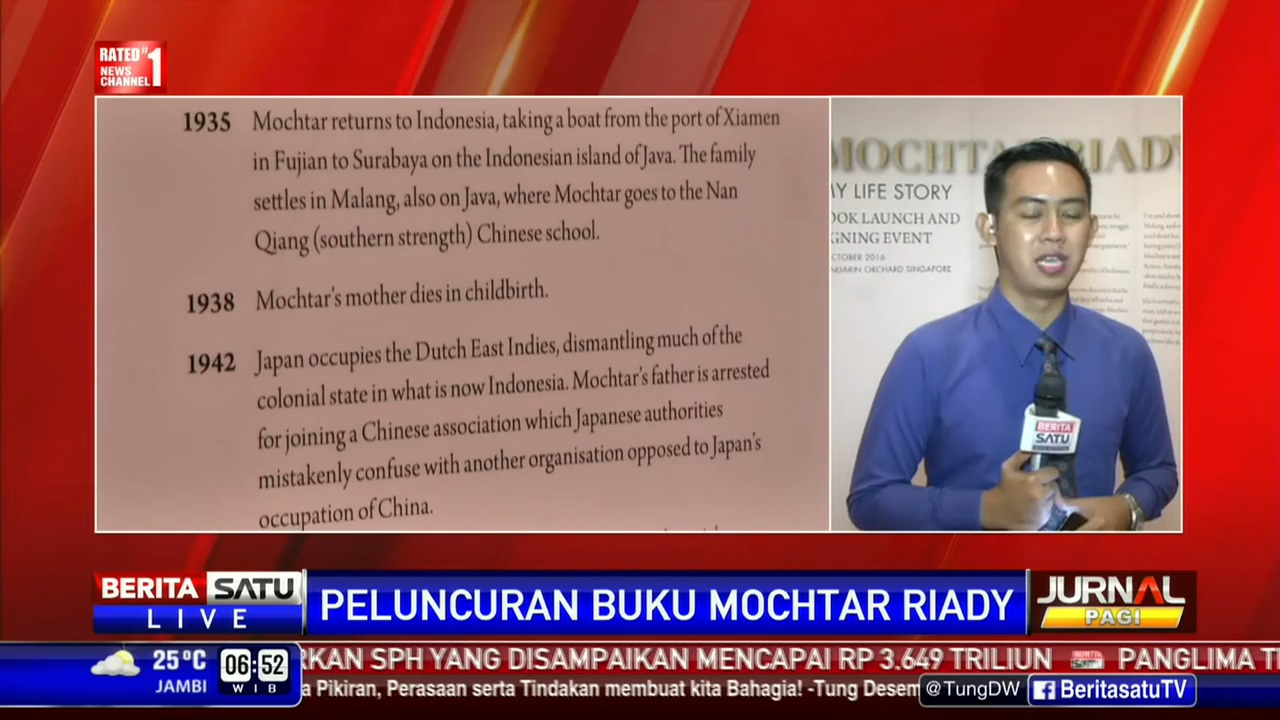 RATED #1
NEWS
CHANNEL
1935 Mochtar returns to Indonesia, taking a boat from the port of Xiamen
in Fujian to Surabaya on the Indonesian island of Java. The family
settles in Malang, also on Java, where Mochtar goes to the Nan
Qiang (southern strength) Chinese school.
1938 Mochtar's mother dies in childbirth.
1942 Japan occupies the Dutch East Indies, dismantling much of the
colonial state in what is now Indonesia. Mochtar's father is arrested
for joining a Chinese association which Japanese authorities
mistakenly confuse with another organisation opposed to Japan's
occupation of China.
MOCHTAR RIADY
MY LIFE STORY
OOK LAUNCH AND
GNING EVENT
CTOBER 2016
NDARIN ORCHARD SINGAPORE
BERITA
SATU
BERITA SATU
LIVE
PELUNCURAN BUKU MOCHTAR RIADY
JURNAL
PAGI
25°C
JAMBI
06:52
WIB
RKAN SPH YANG DISAMPAIKAN MENCAPAI RP 3.649 TRILIUN PANGLIMA T
a Pikiran, Perasaan serta Tindakan membuat kita Bahagia! -Tung Desem
@TungDW
BeritasatuTV